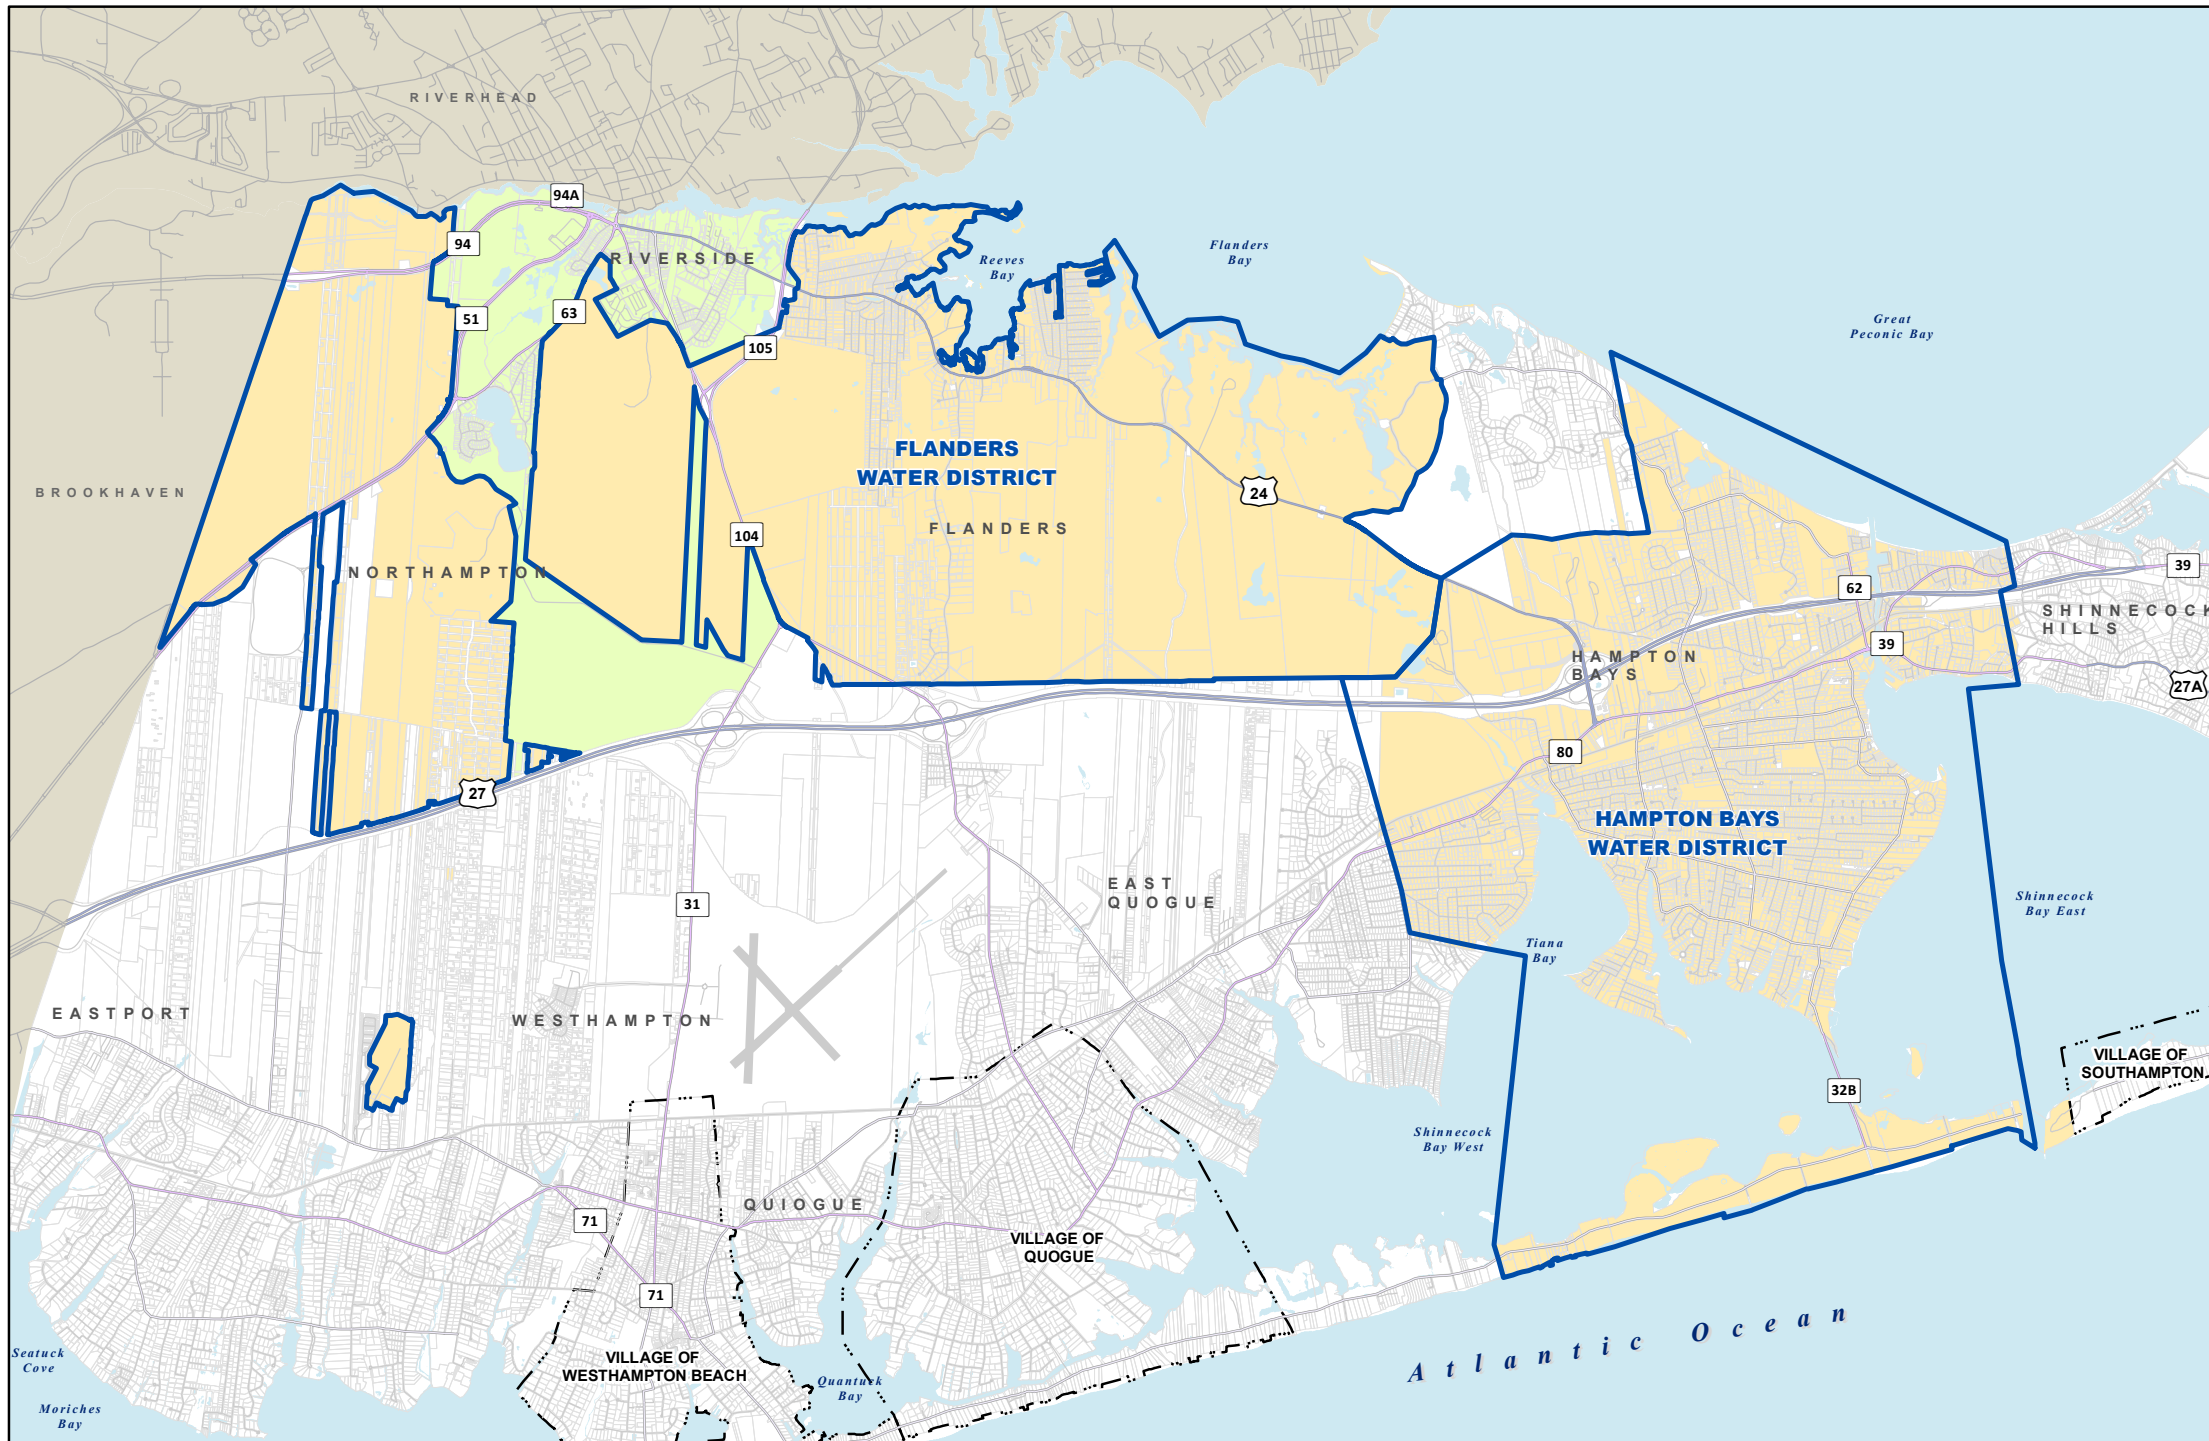 RIVERHEAD
94A
94
RIVERSIDE
Reeves
Bay
Flanders
Bay
51
63
105
Great
Peconic Bay
FLANDERS
WATER DISTRICT
BROOKHAVEN
24
104
FLANDERS
NORTHAMPTON
39
62
SHINNECOCK
HILLS
39
HAMPTON
BAYS
27A
80
27
HAMPTON BAYS
WATER DISTRICT
31
EAST
QUOGUE
Shinnecock
Bay East
Tiana
Bay
EASTPORT
WESTHAMPTON
VILLAGE OF
SOUTHAMPTON
32B
Shinnecock
Bay West
QUIOGUE
71
VILLAGE OF
QUOGUE
71
Atlantic Ocean
Seatuck
Cove
VILLAGE OF
WESTHAMPTON BEACH
Quantuck
Bay
Moriches
Bay